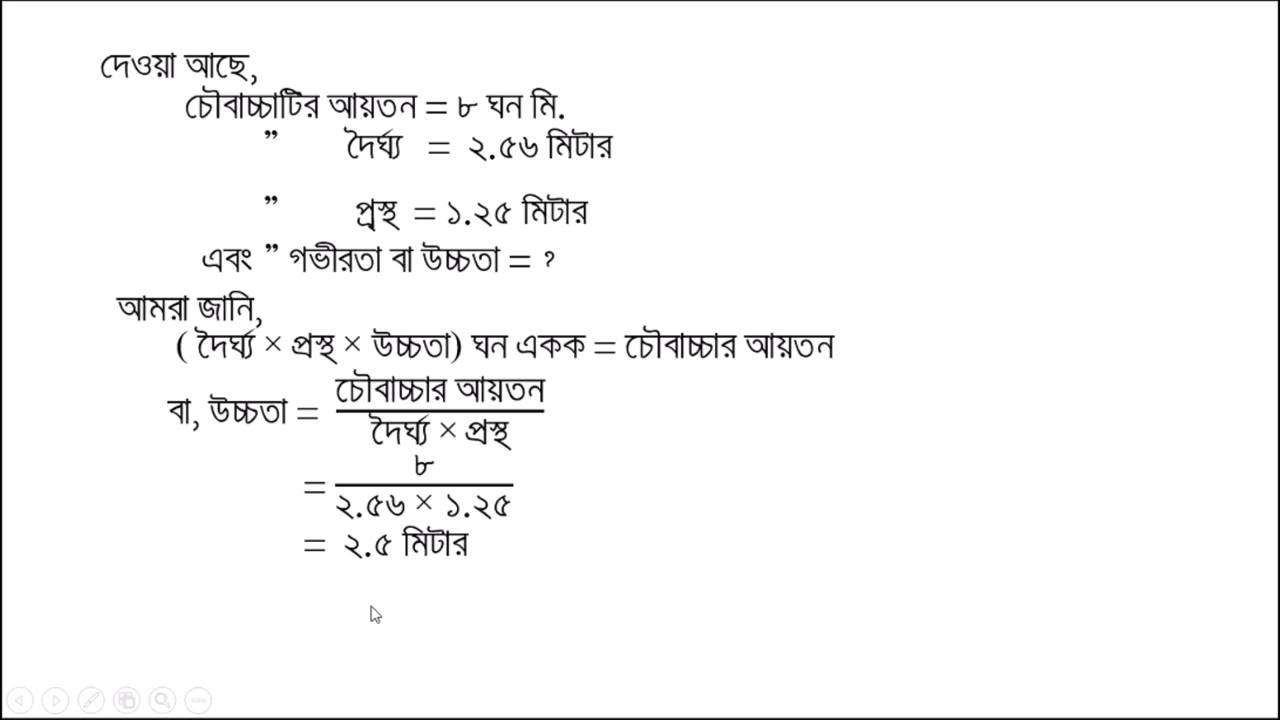 দেওয়া আছে,
চৌবাচ্চাটির আয়তন = ৮ ঘন মি.
” দৈর্ঘ্য = ২.৫৬ মিটার
” প্রস্থ = ১.২৫ মিটার
এবং ” গভীরতা বা উচ্চতা = ?
আমরা জানি,
( দৈর্ঘ্য × প্রস্থ × উচ্চতা) ঘন একক = চৌবাচ্চার আয়তন
বা, উচ্চতা = চৌবাচ্চার আয়তন
দৈর্ঘ্য × প্রস্থ
= ৮
২.৫৬ × ১.২৫
= ২.৫ মিটার